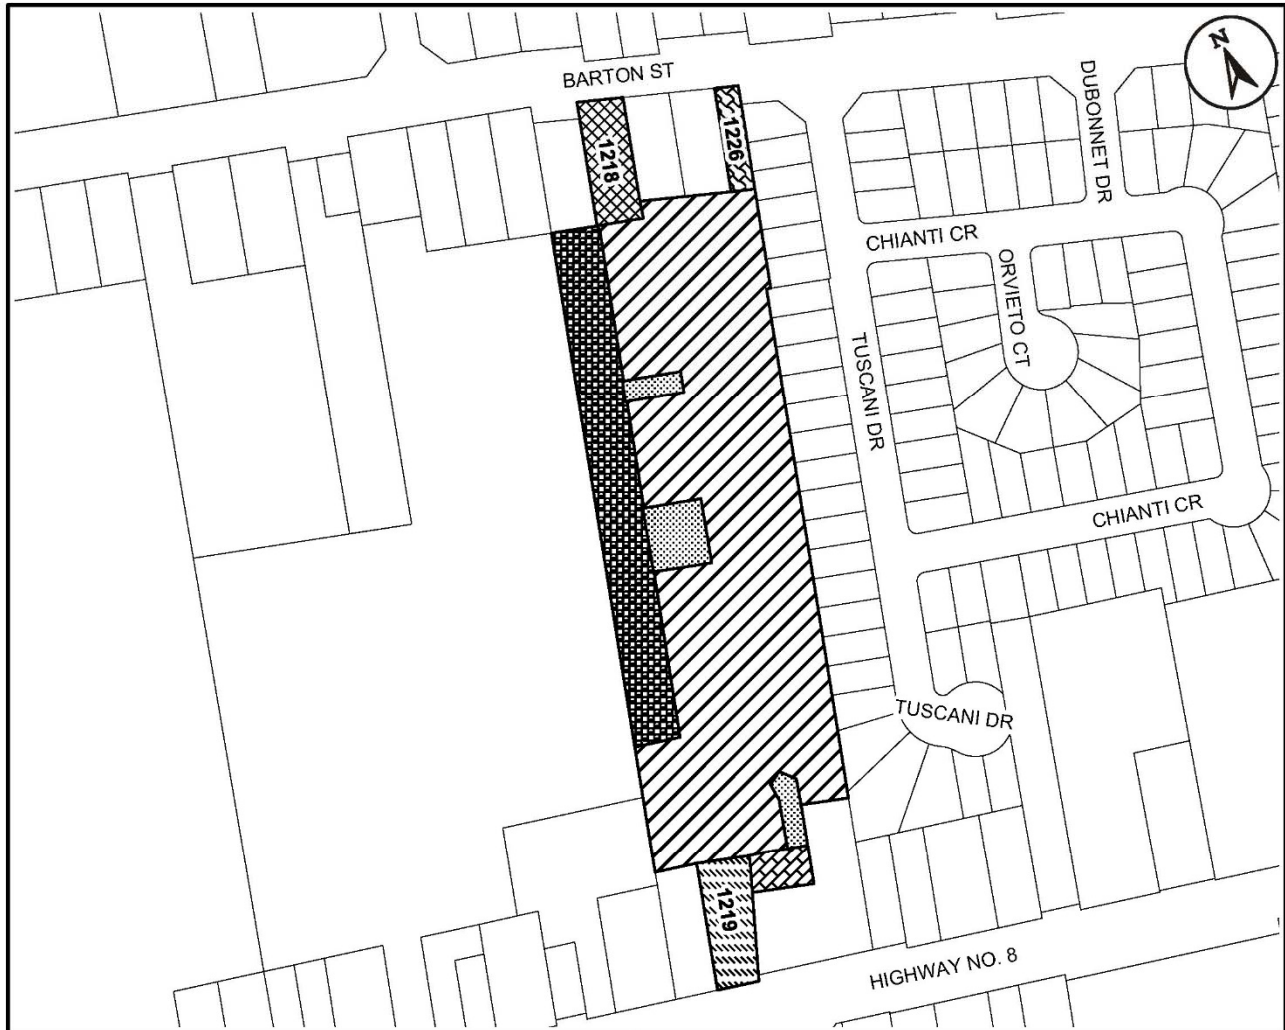 N
BARTON ST
DUBONNET DR
1218
1226
CHIANTI CR
ORVIETO CT
TUSCANI DR
CHIANTI CR
TUSCANI DR
1219
HIGHWAY NO. 8